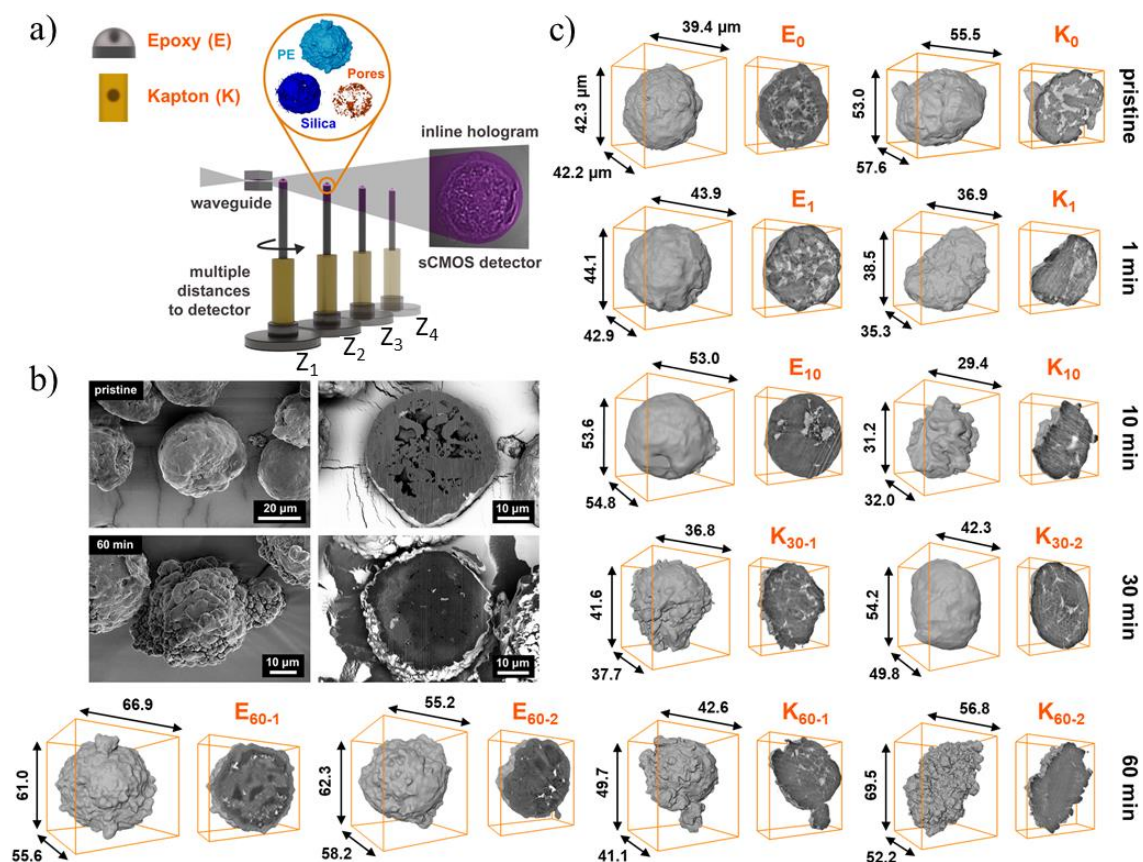 a)
Epoxy (E)
Kapton (K)
PE
Pores
Silica
inline hologram
waveguide
sCMOS detector
multiple
distances
to detector
Z1
Z2
Z3
Z4
b)
pristine
20 µm
10 µm
60 min
10 µm
10 µm
c)
39.4 µm
E0
42.3 µm
42.2 µm
55.5
K0
53.0
57.6
pristine
43.9
E1
44.1
42.9
36.9
K1
38.5
35.3
1 min
53.0
E10
53.6
54.8
29.4
K10
31.2
32.0
10 min
36.8
K30-1
41.6
37.7
42.3
K30-2
54.2
49.8
30 min
66.9
E60-1
61.0
55.6
55.2
E60-2
62.3
58.2
42.6
K60-1
49.7
41.1
56.8
K60-2
69.5
52.2
60 min